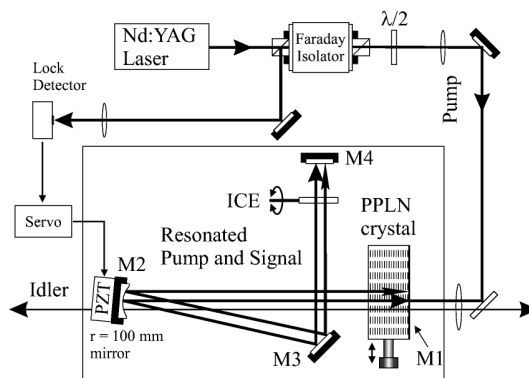 Nd:YAG
Laser
Faraday
Isolator
λ/2
Lock
Detector
Pump
M4
ICE
PPLN
crystal
Servo
Resonated
Pump and Signal
M2
Idler
PZT
r = 100 mm
mirror
M3
M1